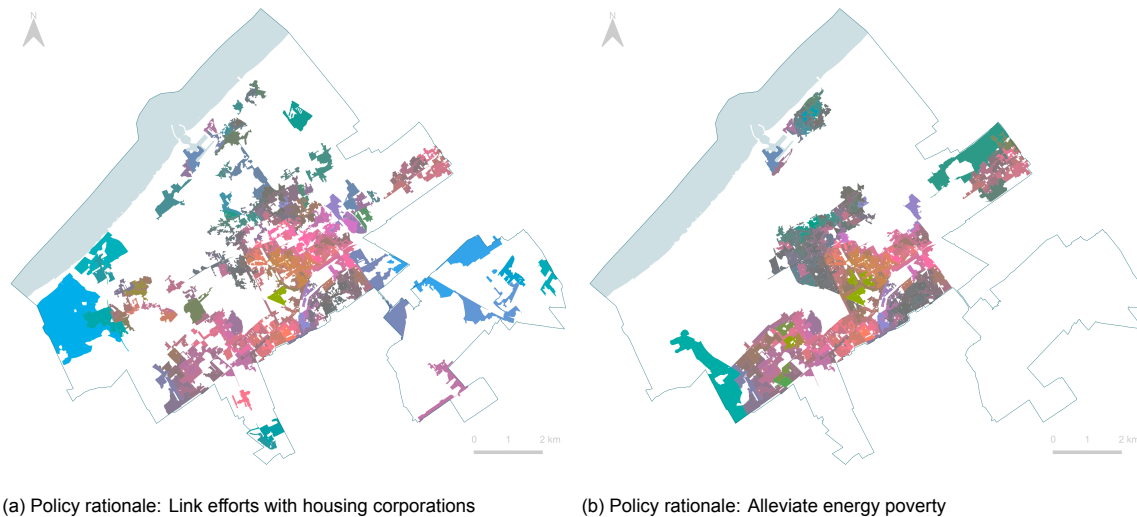 N
N
0 1 2 km
0 1 2 km
(a) Policy rationale: Link efforts with housing corporations
(b) Policy rationale: Alleviate energy poverty